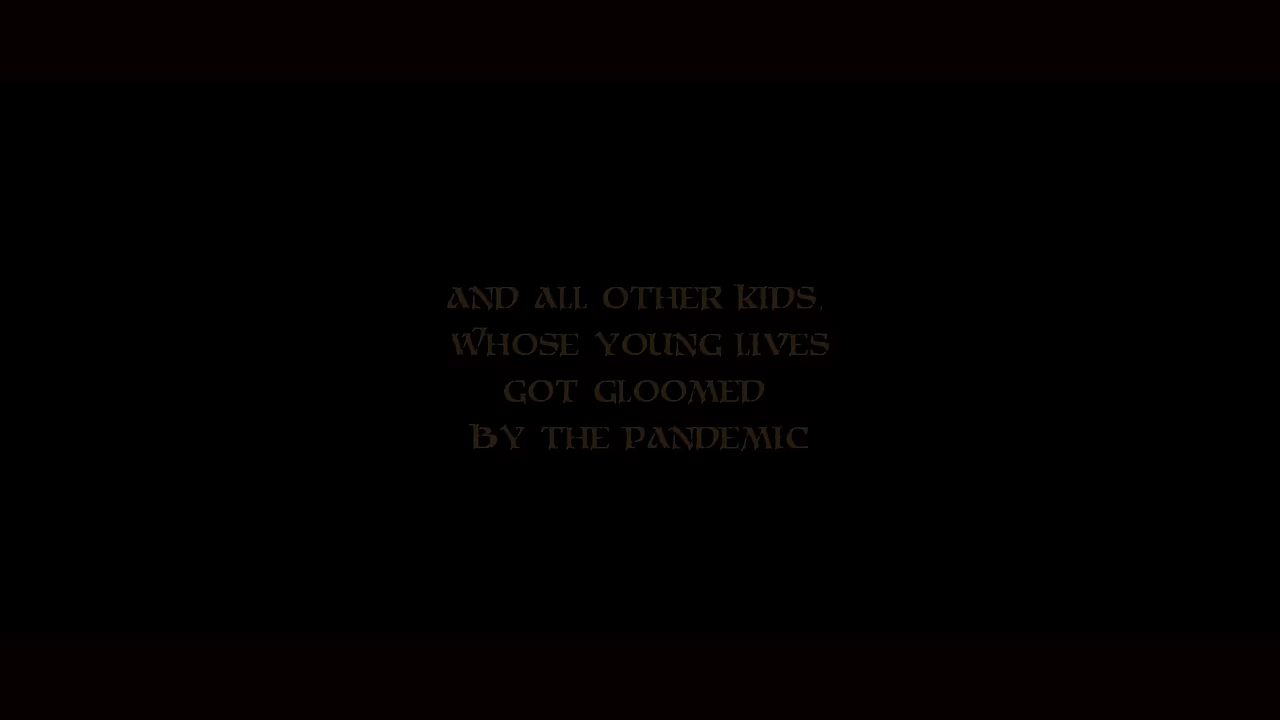 AND ALL OTHER KIDS,
WHOSE YOUNG LIVES
GOT GLOOMED
BY THE PANDEMIC